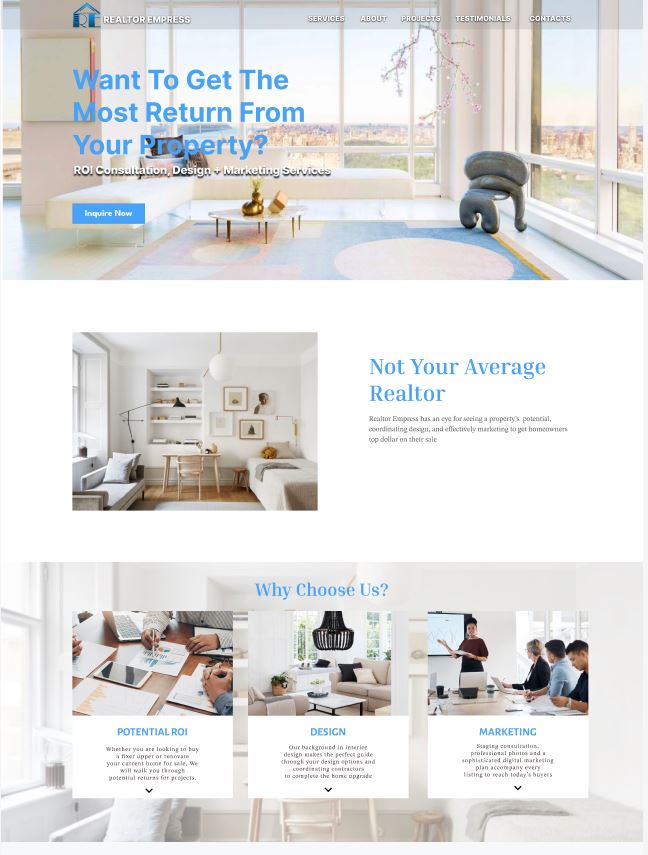 RE REALTOR EMPRESS
SERVICES ABOUT PROJECTS TESTIMONIALS CONTACTS
Want To Get The
Most Return From
Your Property?
ROI Consultation, Design + Marketing Services
Inquire Now
Not Your Average
Realtor
Realtor Empress has an eye for seeing a property's potential,
coordinating design, and effectively marketing to get homeowners
top dollar on their sale
Why Choose Us?
POTENTIAL ROI
Whether you are looking to buy
a fixer upper or renovate
your current home for sale, We
will walk you through
potential returns for projects.
DESIGN
Our background in interior
design makes the perfect guide
through your design options and
coordinating contractors
to complete the home upgrade
MARKETING
Staging consultation,
professional photos and a
sophisticated digital marketing
plan accompany every
listing to reach today's buyers